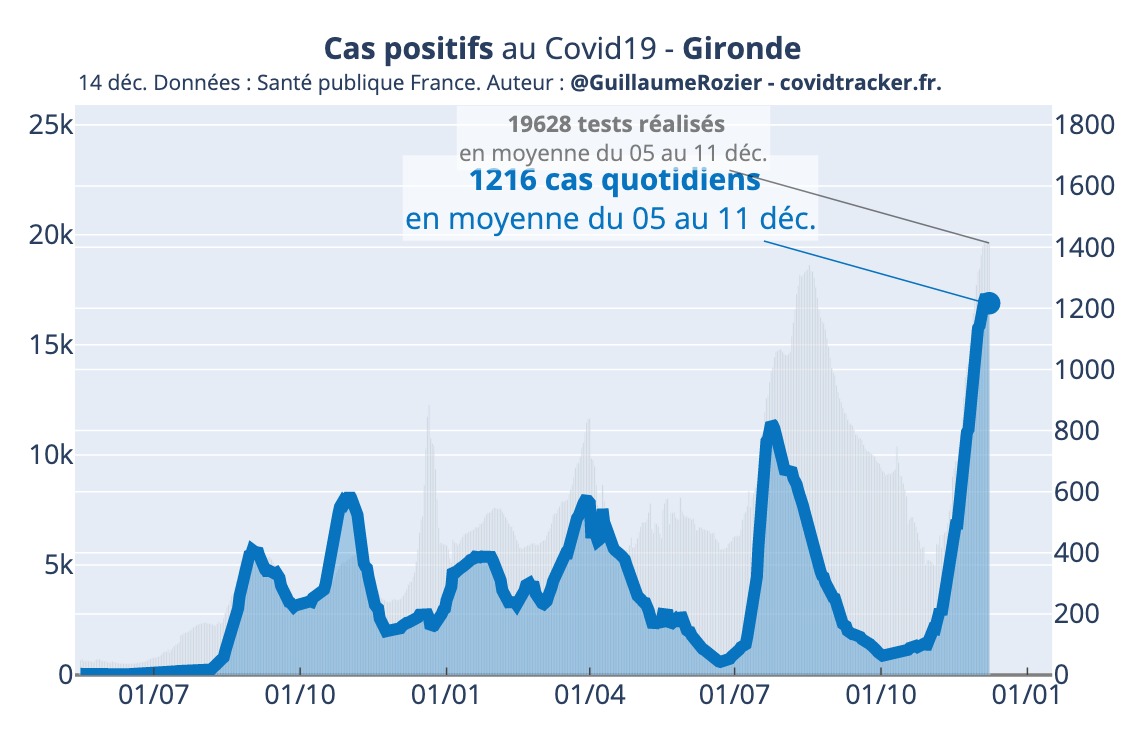 Cas positifs au Covid19 - Gironde
14 déc. Données : Santé publique France. Auteur : @GuillaumeRozier - covidtracker.fr.
19628 tests réalisés
en moyenne du 05 au 11 déc.
1216 cas quotidiens
en moyenne du 05 au 11 déc.
25k
20k
15k
10k
5k
0
1800
1600
1400
1200
1000
800
600
400
200
0
01/07
01/10
01/01
01/04
01/07
01/10
01/01